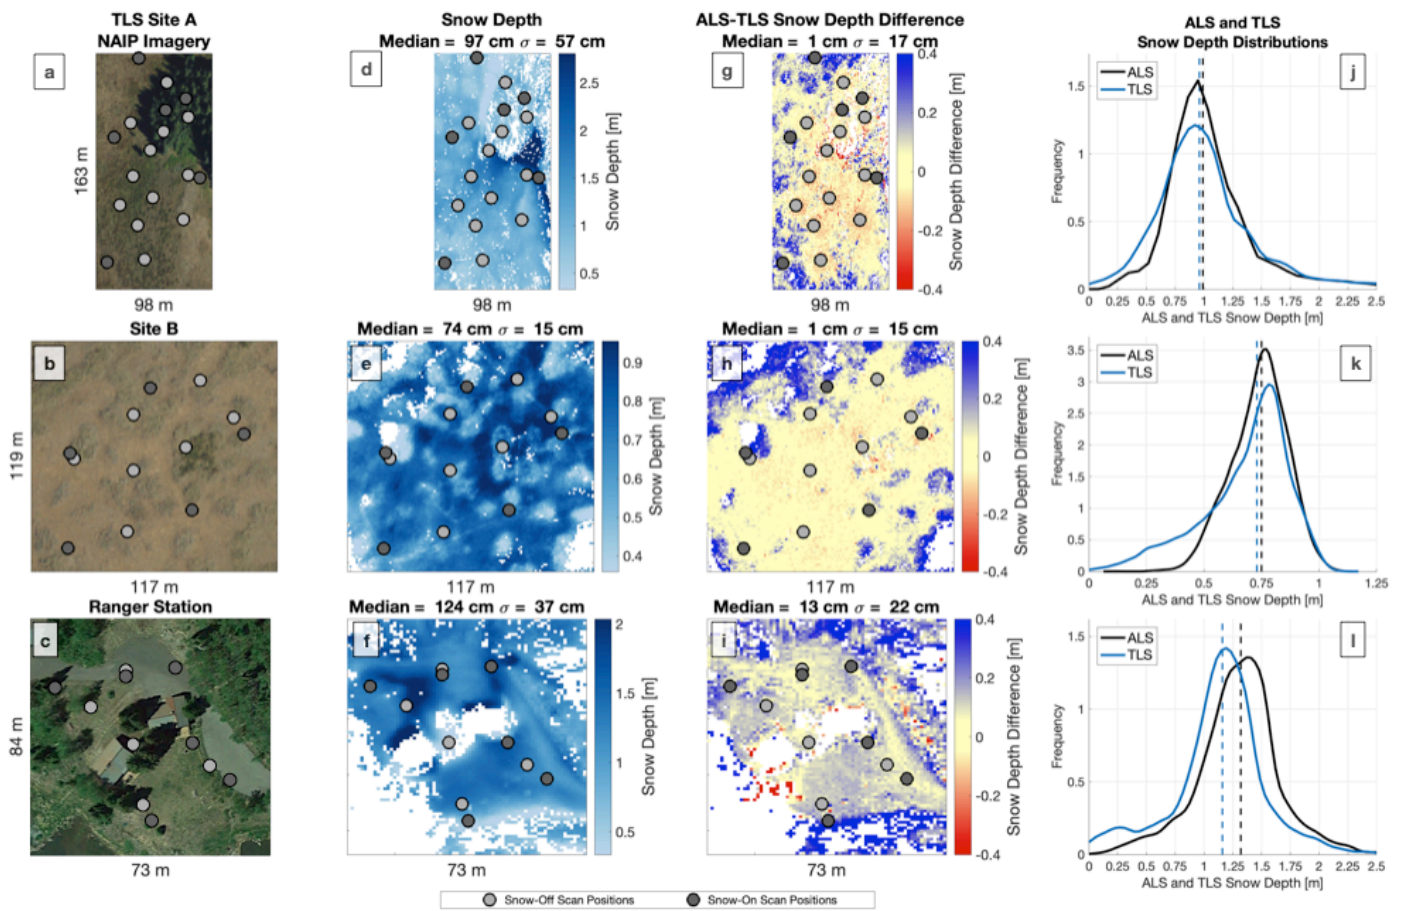 TLS Site A
NAIP Imagery
Snow Depth
Median = 97 cm σ = 57 cm
ALS-TLS Snow Depth Difference
Median = 1 cm σ = 17 cm
ALS and TLS
Snow Depth Distributions
a
163 m
98 m
d
2.5
2
1.5
1
0.5
Snow Depth [m]
98 m
g
0.4
0.2
0
-0.2
-0.4
Snow Depth Difference [m]
98 m
j
ALS
TLS
1.5
1
0.5
0
Frequency
0 0.25 0.5 0.75 1 1.25 1.5 1.75 2 2.25 2.5
ALS and TLS Snow Depth [m]
Site B
Median = 74 cm σ = 15 cm
Median = 1 cm σ = 15 cm
b
119 m
117 m
e
0.9
0.8
0.7
0.6
0.5
0.4
Snow Depth [m]
117 m
h
0.4
0.2
0
-0.2
-0.4
Snow Depth Difference [m]
117 m
k
ALS
TLS
3.5
3
2.5
2
1.5
1
0.5
0
Frequency
0 0.25 0.5 0.75 1 1.25
ALS and TLS Snow Depth [m]
Ranger Station
Median = 124 cm σ = 37 cm
Median = 13 cm σ = 22 cm
c
84 m
73 m
f
2
1.5
1
0.5
Snow Depth [m]
73 m
i
0.4
0.2
0
-0.2
-0.4
Snow Depth Difference [m]
73 m
l
ALS
TLS
1.5
1
0.5
0
Frequency
0 0.25 0.5 0.75 1 1.25 1.5 1.75 2 2.25 2.5
ALS and TLS Snow Depth [m]
Snow-Off Scan Positions
Snow-On Scan Positions